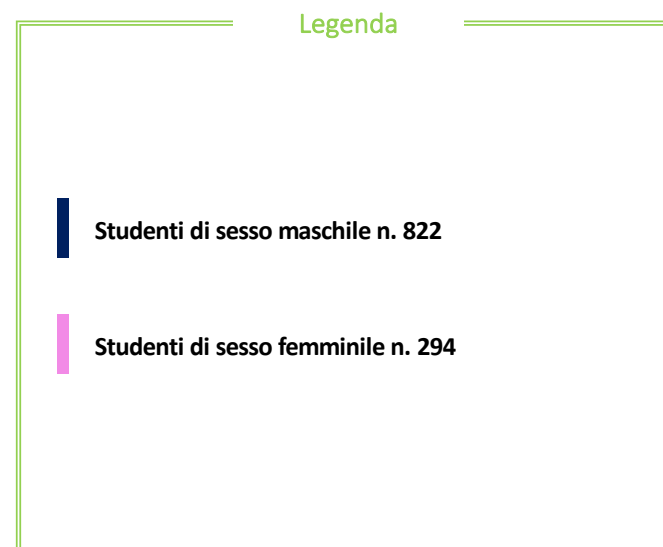 Legenda
Studenti di sesso maschile n. 822
Studenti di sesso femminile n. 294